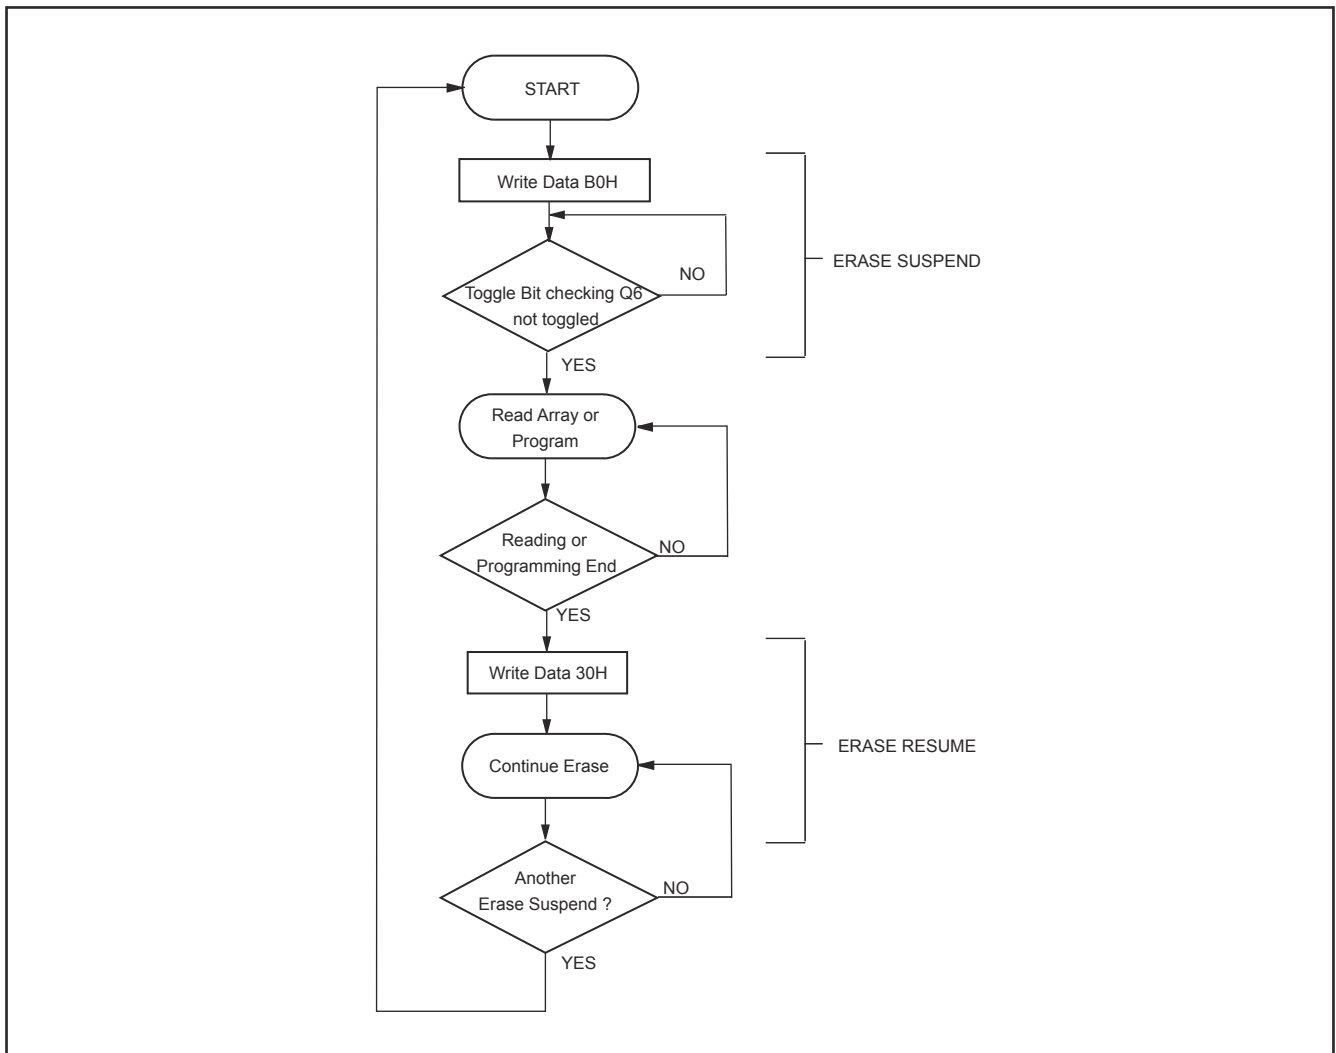 START
Write Data B0H
ERASE SUSPEND
NO
Toggle Bit checking Q6
not toggled
YES
Read Array or
Program
Reading or
Programming End
NO
YES
Write Data 30H
ERASE RESUME
Continue Erase
Another
Erase Suspend ?
NO
YES